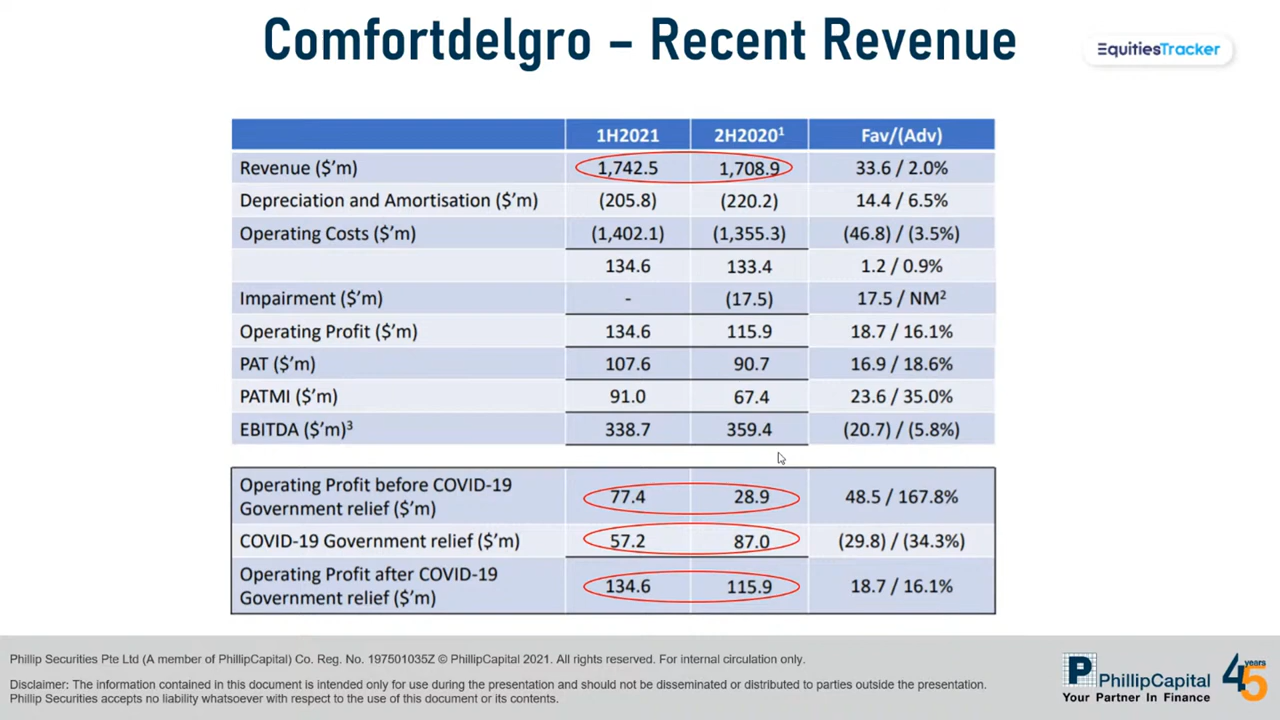 Comfortdelgro – Recent Revenue
EquitiesTracker
1H2021 2H2020¹ Fav/(Adv)
Revenue ($'m) 1,742.5 1,708.9 33.6 / 2.0%
Depreciation and Amortisation ($'m) (205.8) (220.2) 14.4 / 6.5%
Operating Costs ($'m) (1,402.1) (1,355.3) (46.8) / (3.5%)
134.6 133.4 1.2 / 0.9%
Impairment ($'m) - (17.5) 17.5 / NM²
Operating Profit ($'m) 134.6 115.9 18.7 / 16.1%
PAT ($'m) 107.6 90.7 16.9 / 18.6%
PATMI ($'m) 91.0 67.4 23.6 / 35.0%
EBITDA ($'m)³ 338.7 359.4 (20.7) / (5.8%)
Operating Profit before COVID-19
Government relief ($'m) 77.4 28.9 48.5 / 167.8%
COVID-19 Government relief ($'m) 57.2 87.0 (29.8) / (34.3%)
Operating Profit after COVID-19
Government relief ($'m) 134.6 115.9 18.7 / 16.1%
Phillip Securities Pte Ltd (A member of PhillipCapital) Co. Reg. No. 197501035Z © PhillipCapital 2021. All rights reserved. For internal circulation only.
Disclaimer: The information contained in this document is intended only for use during the presentation and should not be disseminated or distributed to parties outside the presentation.
Phillip Securities accepts no liability whatsoever with respect to the use of this document or its contents.
P PhillipCapital
Your Partner In Finance
45 years